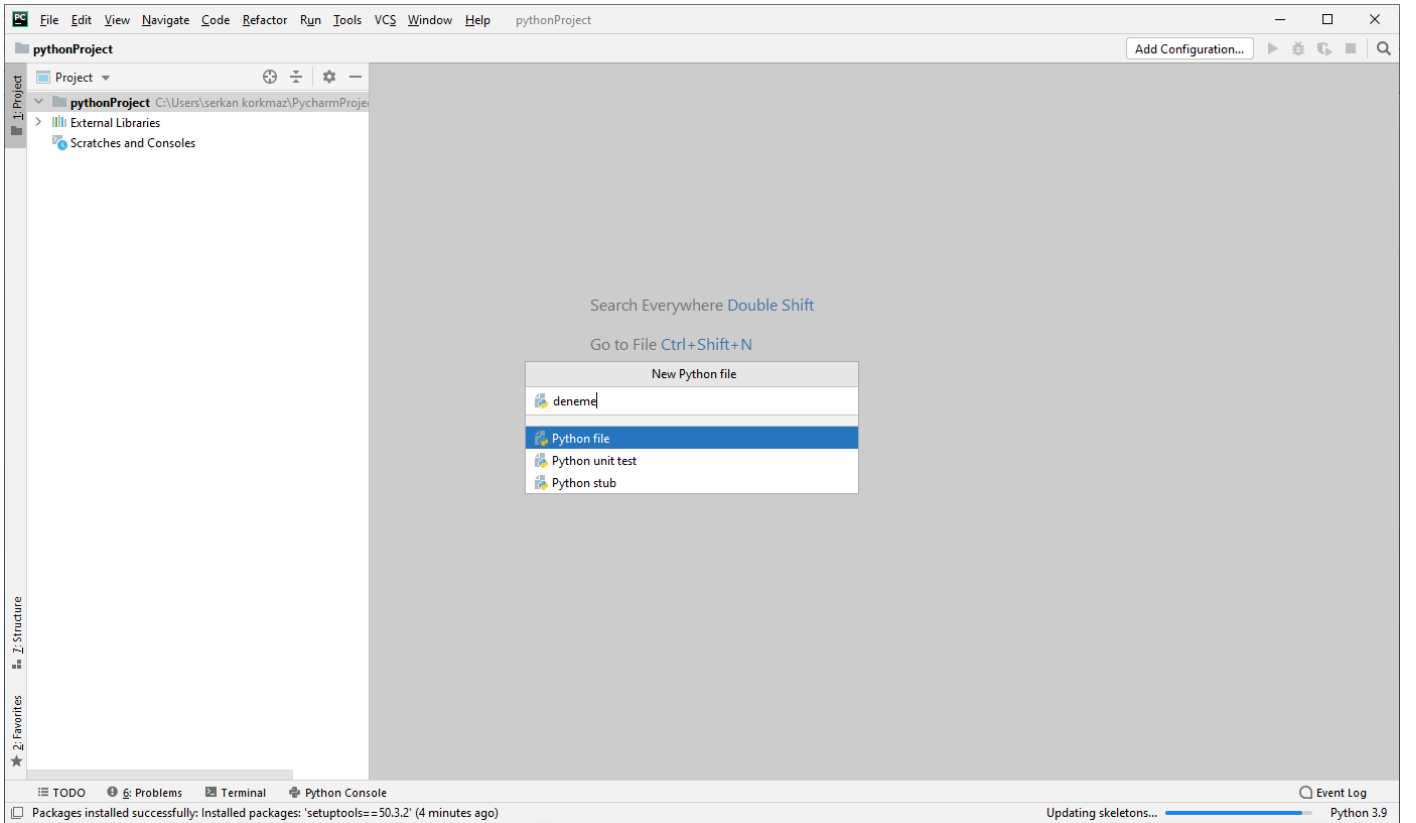 PC File Edit View Navigate Code Refactor Run Tools VCS Window Help pythonProject
pythonProject Add Configuration...
Project
1: Project
pythonProject C:\Users\serkan korkmaz\PycharmProje
External Libraries
Scratches and Consoles
Search Everywhere Double Shift
Go to File Ctrl+Shift+N
New Python file
deneme
Python file
Python unit test
Python stub
7: Structure
2: Favorites
TODO 6: Problems Terminal Python Console Event Log
Packages installed successfully: Installed packages: 'setuptools==50.3.2' (4 minutes ago) Updating skeletons... Python 3.9